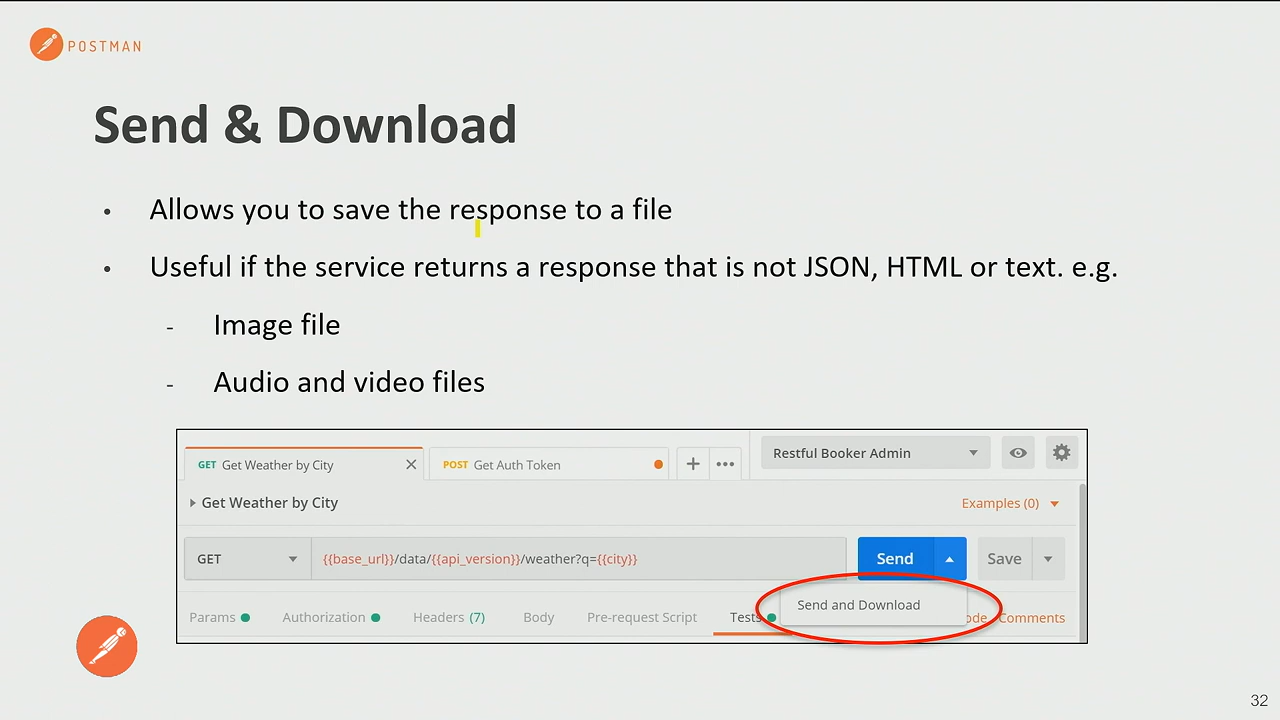 POSTMAN
Send & Download
• Allows you to save the response to a file
• Useful if the service returns a response that is not JSON, HTML or text. e.g.
- Image file
- Audio and video files
GET Get Weather by City POST Get Auth Token Restful Booker Admin
Get Weather by City Examples (0)
GET {{base_url}}/data/{{api_version}}/weather?q={{city}} Send Save
Send and Download
Params Authorization Headers (7) Body Pre-request Script Tests Comments
32